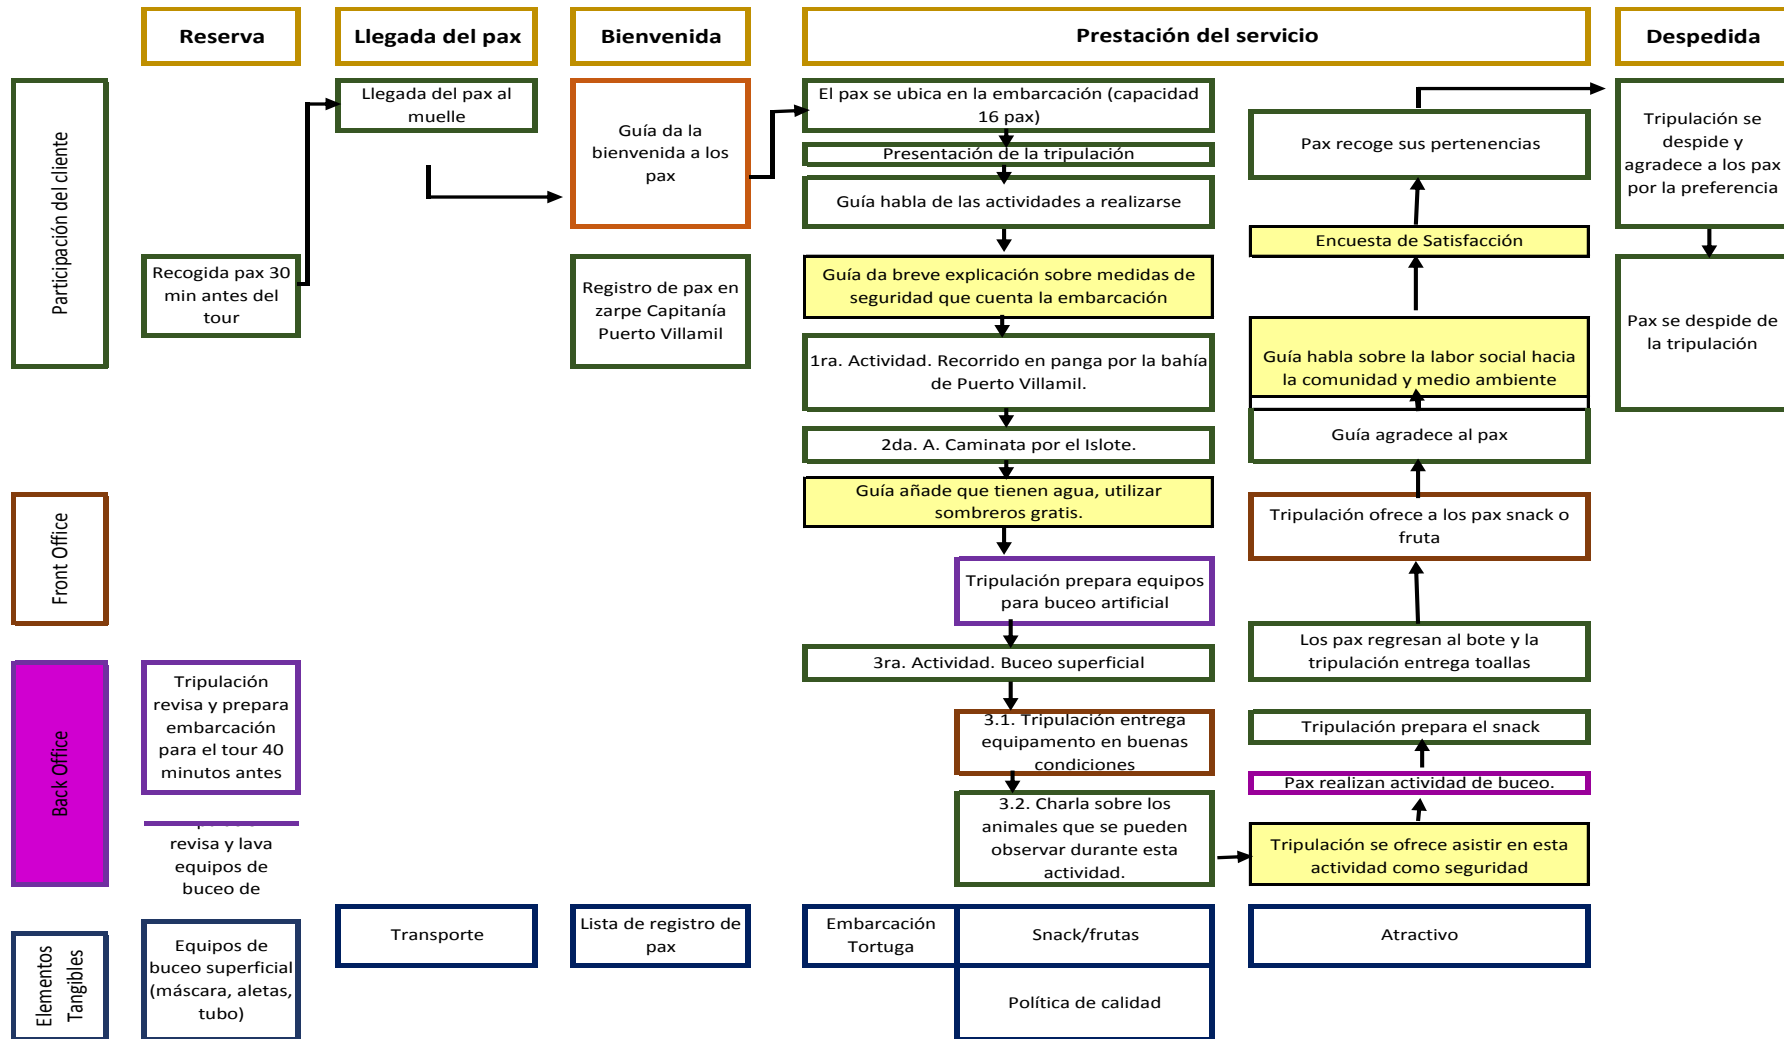 Reserva
Llegada del pax
Bienvenida
Prestación del servicio
Despedida
Participación del cliente
Recogida pax 30
min antes del
tour
Llegada del pax al
muelle
Guía da la
bienvenida a los
pax
Registro de pax en
zarpe Capitanía
Puerto Villamil
El pax se ubica en la embarcación (capacidad
16 pax)
Presentación de la tripulación
Guía habla de las actividades a realizarse
Guía da breve explicación sobre medidas de
seguridad que cuenta la embarcación
1ra. Actividad. Recorrido en panga por la bahía
de Puerto Villamil.
2da. A. Caminata por el Islote.
Guía añade que tienen agua, utilizar
sombreros gratis.
Tripulación prepara equipos
para buceo artificial
3ra. Actividad. Buceo superficial
3.1. Tripulación entrega
equipamento en buenas
condiciones
3.2. Charla sobre los
animales que se pueden
observar durante esta
actividad.
Pax recoge sus pertenencias
Encuesta de Satisfacción
Guía habla sobre la labor social hacia
la comunidad y medio ambiente
Guía agradece al pax
Tripulación ofrece a los pax snack o
fruta
Los pax regresan al bote y la
tripulación entrega toallas
Tripulación prepara el snack
Pax realizan actividad de buceo.
Tripulación se ofrece asistir en esta
actividad como seguridad
Tripulación se
despide y
agradece a los pax
por la preferencia
Pax se despide de
la tripulación
Front Office
Back Office
Tripulación
revisa y prepara
embarcación
para el tour 40
minutos antes
revisa y lava
equipos de
buceo de
Elementos
Tangibles
Equipos de
buceo superficial
(máscara, aletas,
tubo)
Transporte
Lista de registro de
pax
Embarcación
Tortuga
Snack/frutas
Política de calidad
Atractivo